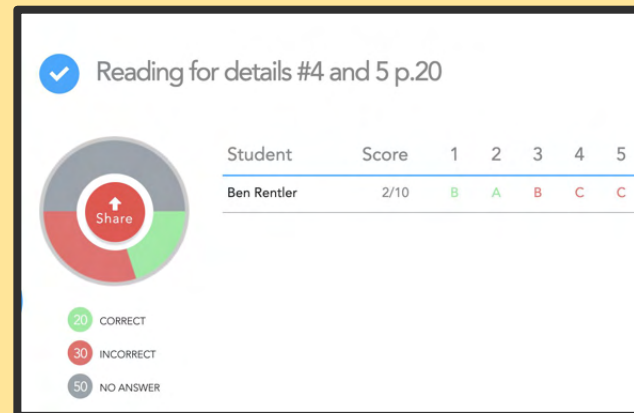 Reading for details #4 and 5 p.20
Student Score 1 2 3 4 5
Ben Rentler 2/10 B A B C C
Share
20 CORRECT
30 INCORRECT
50 NO ANSWER